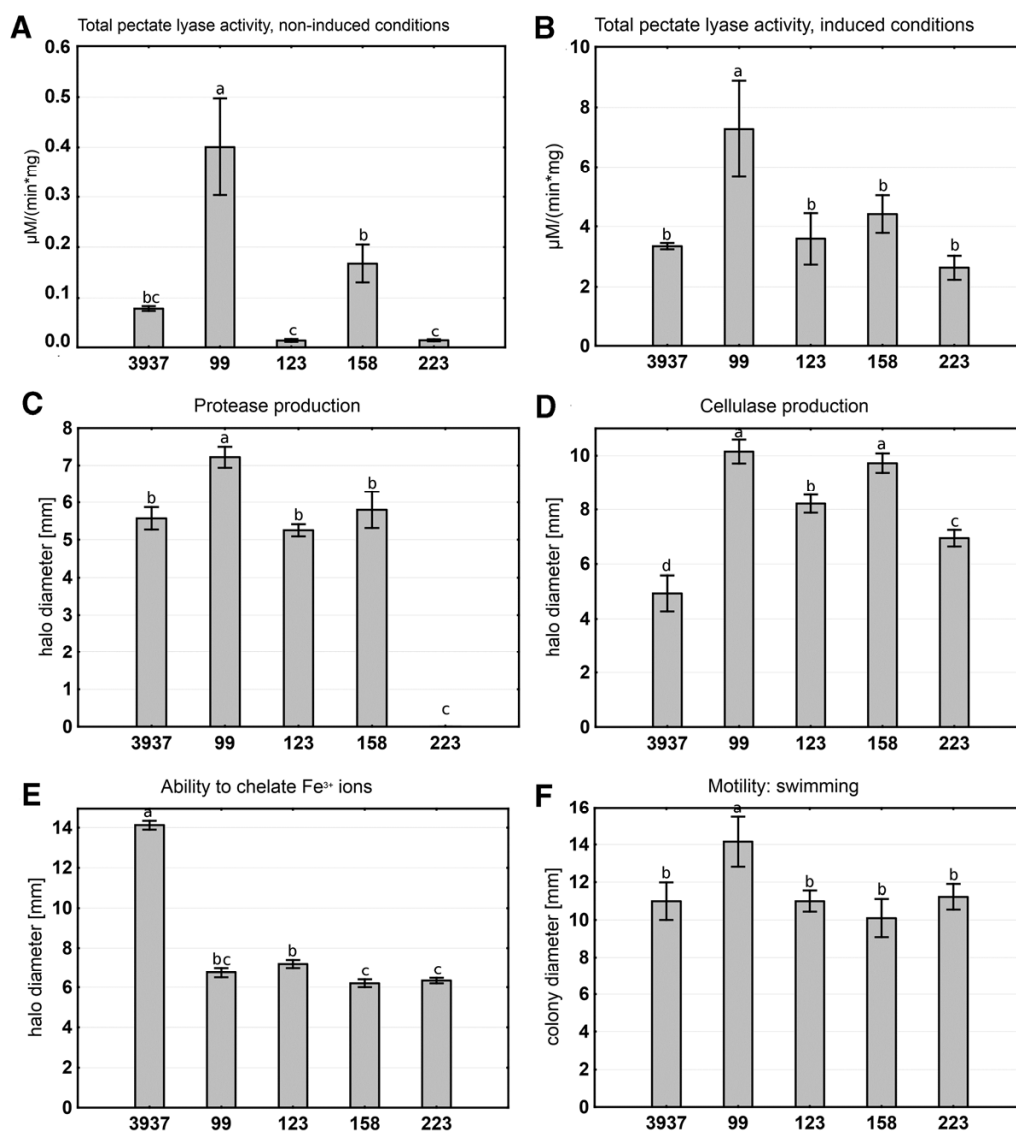 A Total pectate lyase activity, non-induced conditions
µM/(min*mg)
0.6
0.4
0.4
0.2
0.1
0.0
bc
a
c
b
c
3937 99 123 158 223
B Total pectate lyase activity, induced conditions
µM/(min*mg)
10
8
6
4
2
0
b
a
b
b
b
3937 99 123 158 223
C Protease production
halo diameter [mm]
8
7
6
5
4
3
2
1
0
b
a
b
b
c
3937 99 123 158 223
D Cellulase production
halo diameter [mm]
10
8
6
4
2
0
d
a
b
a
c
3937 99 123 158 223
E Ability to chelate Fe³⁺ ions
halo diameter [mm]
14
12
10
8
6
4
2
0
a
bc
b
c
c
3937 99 123 158 223
F Motility: swimming
colony diameter [mm]
16
14
12
10
8
6
4
2
0
b
a
b
b
b
3937 99 123 158 223